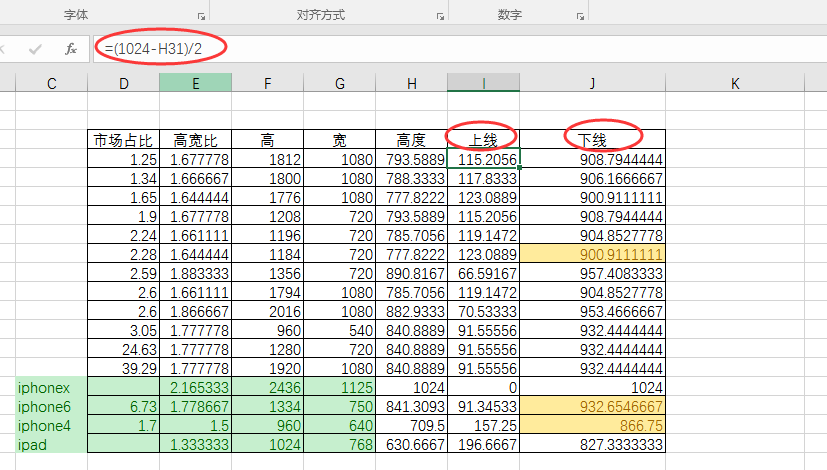 字体 对齐方式 数字
fx =(1024-H31)/2
C D E F G H I J K
市场占比 高宽比 高 宽 高度 上线 下线
1.25 1.677778 1812 1080 793.5889 115.2056 908.7944444
1.34 1.666667 1800 1080 788.3333 117.8333 906.1666667
1.65 1.644444 1776 1080 777.8222 123.0889 900.9111111
1.9 1.677778 1208 720 793.5889 115.2056 908.7944444
2.24 1.661111 1196 720 785.7056 119.1472 904.8527778
2.28 1.644444 1184 720 777.8222 123.0889 900.9111111
2.59 1.883333 1356 720 890.8167 66.59167 957.4083333
2.6 1.661111 1794 1080 785.7056 119.1472 904.8527778
2.6 1.866667 2016 1080 882.9333 70.53333 953.4666667
3.05 1.777778 960 540 840.8889 91.55556 932.4444444
24.63 1.777778 1280 720 840.8889 91.55556 932.4444444
39.29 1.777778 1920 1080 840.8889 91.55556 932.4444444
iphonex 2.165333 2436 1125 1024 0 1024
iphone6 6.73 1.778667 1334 750 841.3093 91.34533 932.6546667
iphone4 1.7 1.5 960 640 709.5 157.25 866.75
ipad 1.333333 1024 768 630.6667 196.6667 827.3333333